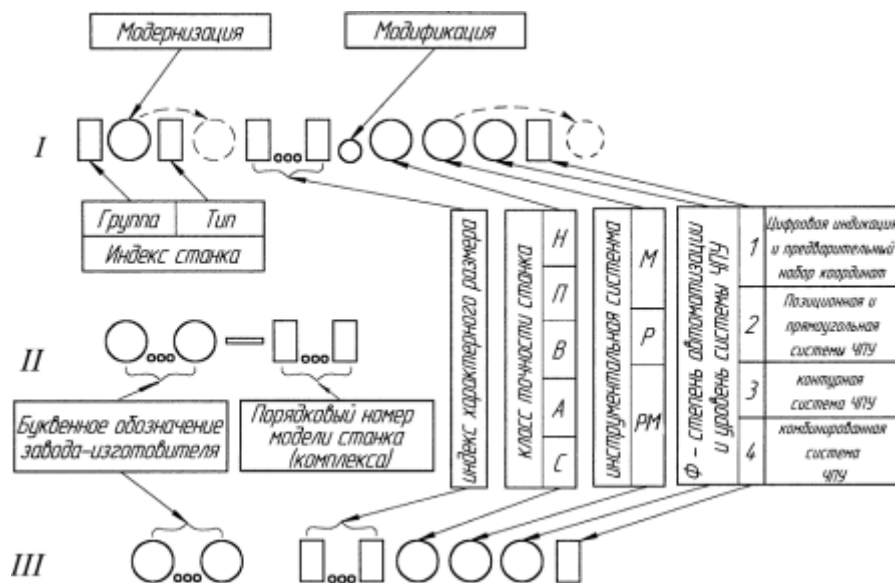 Модернизация
Модификация
I
Группа
Тип
Индекс станка
индекс характерного размера
класс точности станка
Н
П
В
А
С
инструментальная систенма
М
Р
РМ
Ф – степень автоматизации
и уровень системы ЧПУ
1
Цифровая индикация
и предварительный
набор координат
2
Позиционная и
прямоугольная
системы ЧПУ
3
контурная
система ЧПУ
4
комбинированная
система
ЧПУ
II
Буквенное обозначение
завода-изготовителя
Порядковый номер
модели станка
(комплекса)
III